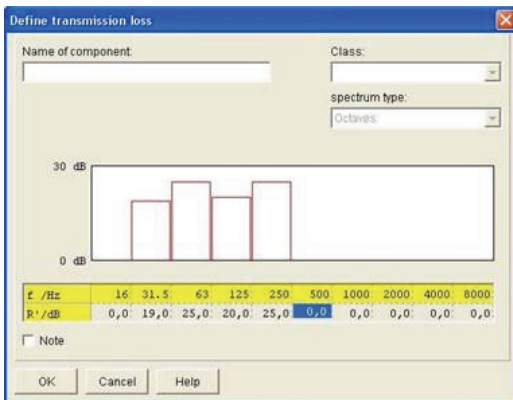 Define transmission loss
Name of component:
Class:
spectrum type:
Octaves
30 dB
0 dB
f /Hz 16 31.5 63 125 250 500 1000 2000 4000 8000
R'/dB 0,0 19,0 25,0 20,0 25,0 0,0 0,0 0,0 0,0 0,0
Note
OK Cancel Help